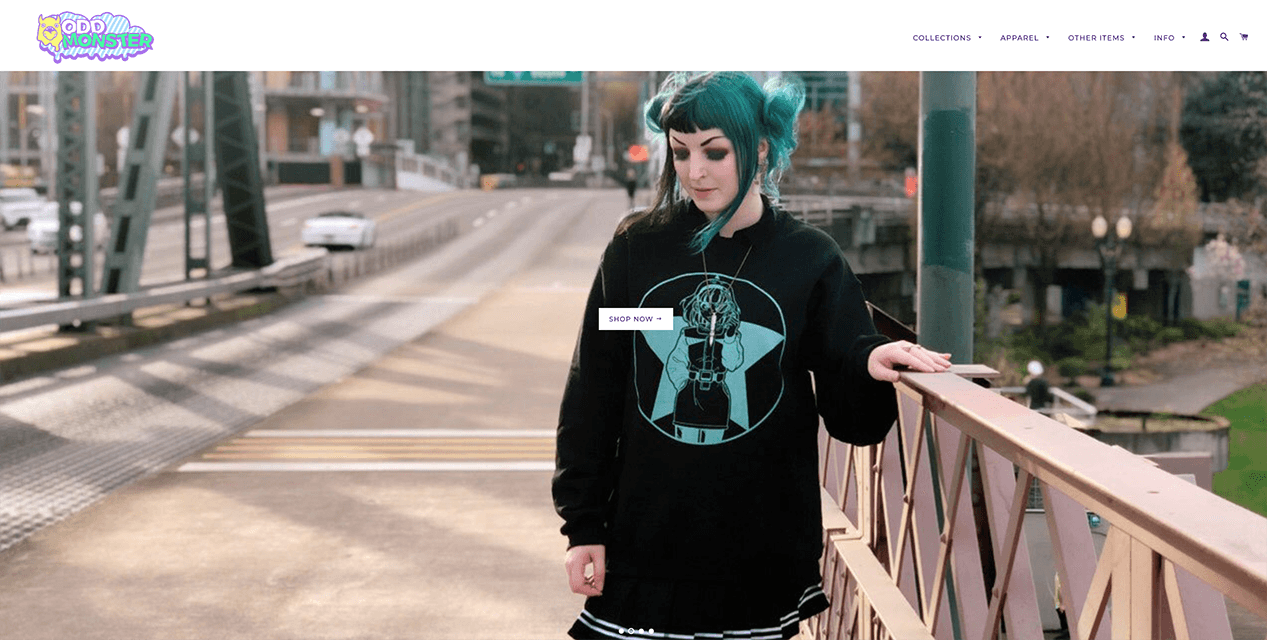 ODD
MONSTER
COLLECTIONS
APPAREL
OTHER ITEMS
INFO
SHOP NOW →